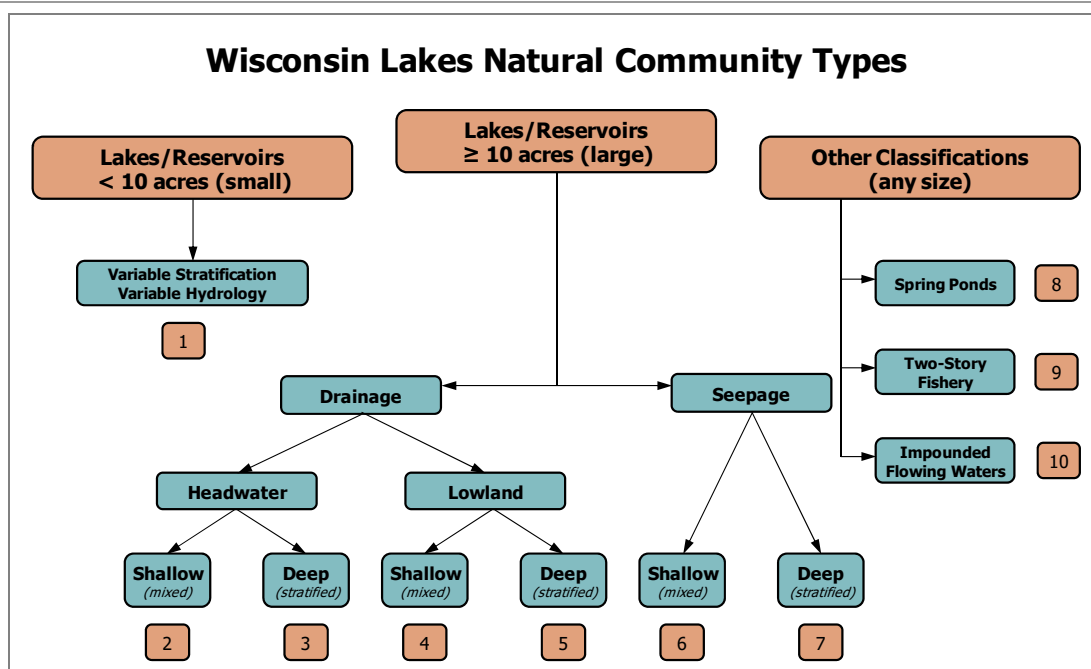 Wisconsin Lakes Natural Community Types
Lakes/Reservoirs
< 10 acres (small)
Lakes/Reservoirs
≥ 10 acres (large)
Other Classifications
(any size)
Variable Stratification
Variable Hydrology
1
Spring Ponds
8
Two-Story
Fishery
9
Impounded
Flowing Waters
10
Drainage
Seepage
Headwater
Lowland
Shallow
(mixed)
Deep
(stratified)
Shallow
(mixed)
Deep
(stratified)
Shallow
(mixed)
Deep
(stratified)
2
3
4
5
6
7